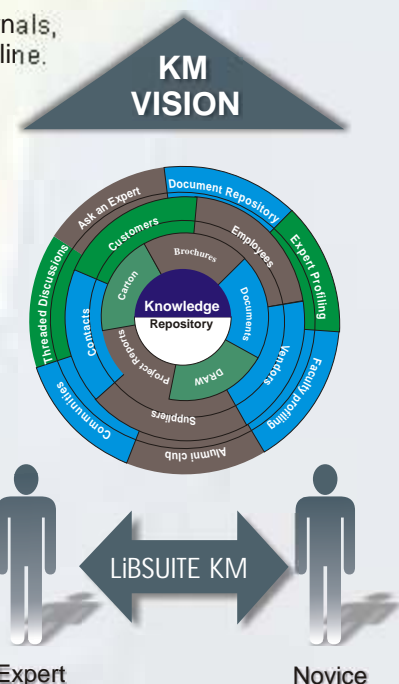 nals,
line.
KM
VISION
Ask an Expert
Document Repository
Expert Profiling
Faculty profiling
Alumni club
Communities
Threaded Discussions
Customers
Employees
Vendors
Suppliers
Contacts
Brochures
Documents
DRAW
Project Reports
Carton
Knowledge
Repository
LiBSUITE KM
Expert
Novice